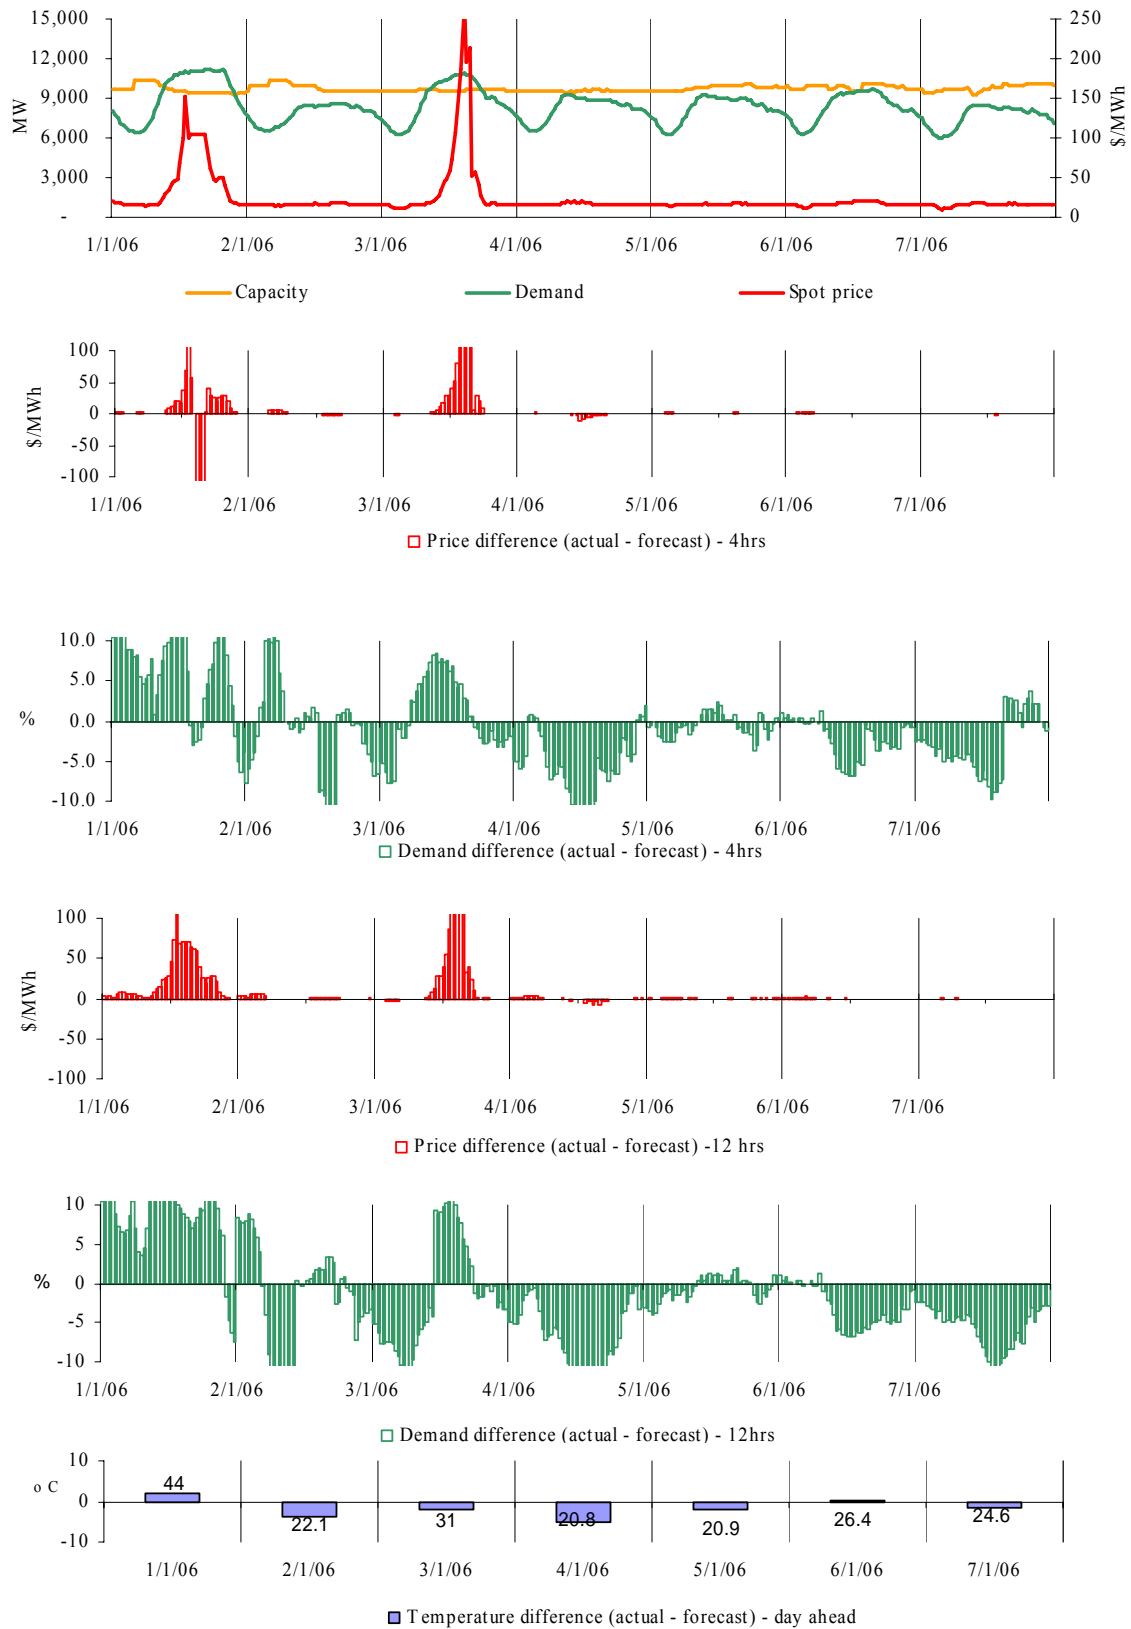 15,000 250
12,000 200
9,000 150
6,000 100
3,000 50
- 0
MW
$/MWh
1/1/06 2/1/06 3/1/06 4/1/06 5/1/06 6/1/06 7/1/06
Capacity Demand Spot price
100
50
0
-50
-100
$/MWh
1/1/06 2/1/06 3/1/06 4/1/06 5/1/06 6/1/06 7/1/06
Price difference (actual - forecast) - 4hrs
10.0
5.0
0.0
-5.0
-10.0
%
1/1/06 2/1/06 3/1/06 4/1/06 5/1/06 6/1/06 7/1/06
Demand difference (actual - forecast) - 4hrs
100
50
0
-50
-100
$/MWh
1/1/06 2/1/06 3/1/06 4/1/06 5/1/06 6/1/06 7/1/06
Price difference (actual - forecast) -12 hrs
10
5
0
-5
-10
%
1/1/06 2/1/06 3/1/06 4/1/06 5/1/06 6/1/06 7/1/06
Demand difference (actual - forecast) - 12hrs
10
0
-10
o C
44 22.1 31 20.8 20.9 26.4 24.6
1/1/06 2/1/06 3/1/06 4/1/06 5/1/06 6/1/06 7/1/06
Temperature difference (actual - forecast) - day ahead